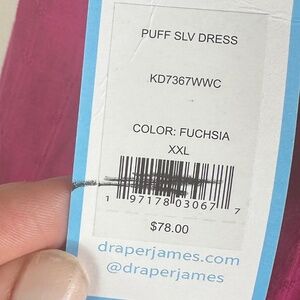 PUFF SLV DRESS
KD7367WWC
COLOR: FUCHSIA
XXL
1 97178 03067 7
$78.00
draperjames.com
@draperjames